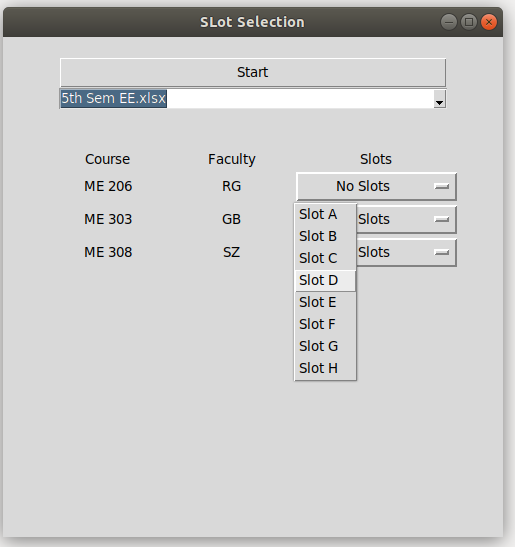 SLot Selection
Start
5th Sem EE.xlsx
Course Faculty Slots
ME 206 RG No Slots
ME 303 GB Slots
ME 308 SZ Slots
Slot A
Slot B
Slot C
Slot D
Slot E
Slot F
Slot G
Slot H